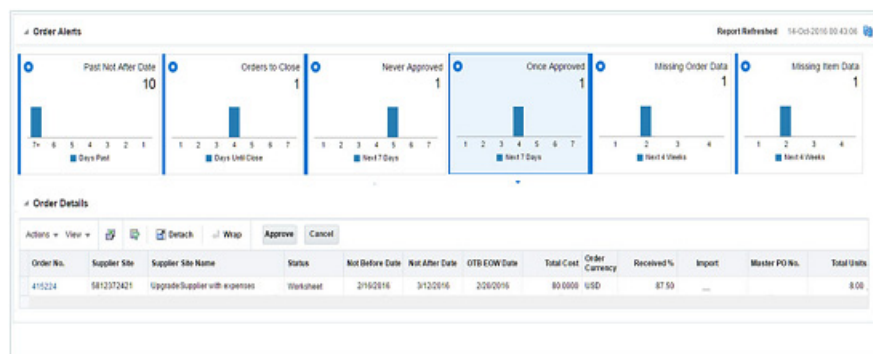 Order Alerts
Report Refreshed 14-Oct-2016 00:43:06
Past Not After Date
10
7+ 6 5 4 3 2 1
Days Past
Orders to Close
1
1 2 3 4 5 6 7
Days Until Close
Never Approved
1
1 2 3 4 5 6 7
Next 7 Days
Once Approved
1
1 2 3 4 5 6 7
Next 7 Days
Missing Order Data
1
1 2 3 4
Next 4 Weeks
Missing Item Data
1
1 2 3 4
Next 4 Weeks
Order Details
Actions View Detach Wrap Approve Cancel
Order No. Supplier Site Supplier Site Name Status Not Before Date Not After Date OTB EOW Date Total Cost Order Currency Received % Import Master PO No. Total Units
415224 5812372421 UpgradeSupplier with expenses Worksheet 2/16/2016 3/12/2016 2/20/2016 80.0000 USD 87.50 8.00